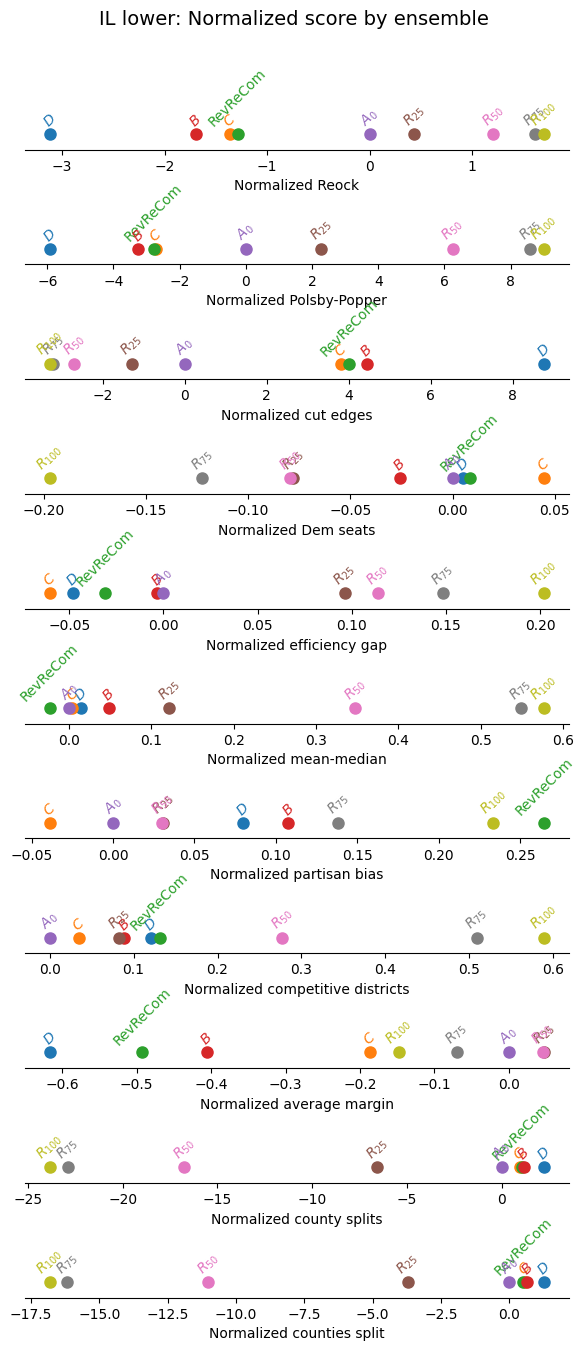 IL lower: Normalized score by ensemble
D B RevReCom C A0 R25 R50 R75 R100
−3 −2 −1 0 1
Normalized Reock
D RevReCom B C A0 R25 R50 R75 R100
−6 −4 −2 0 2 4 6 8
Normalized Polsby-Popper
R100 R75 R50 R25 A0 RevReCom C B D
−2 0 2 4 6 8
Normalized cut edges
R100 R75 R50 R25 B A0 D RevReCom C
−0.20 −0.15 −0.10 −0.05 0.00 0.05
Normalized Dem seats
C D RevReCom B A0 R25 R50 R75 R100
−0.05 0.00 0.05 0.10 0.15 0.20
Normalized efficiency gap
RevReCom A0 C D B R25 R50 R75 R100
0.0 0.1 0.2 0.3 0.4 0.5 0.6
Normalized mean-median
C A0 R50 R25 D B R75 R100 RevReCom
−0.05 0.00 0.05 0.10 0.15 0.20 0.25
Normalized partisan bias
A0 C R25 B D RevReCom R50 R75 R100
0.0 0.1 0.2 0.3 0.4 0.5 0.6
Normalized competitive districts
D RevReCom B C R100 R75 A0 R50 R25
−0.6 −0.5 −0.4 −0.3 −0.2 −0.1 0.0
Normalized average margin
R100 R75 R50 R25 A0 RevReCom C B D
−25 −20 −15 −10 −5 0
Normalized county splits
R100 R75 R50 R25 A0 RevReCom C B D
−17.5 −15.0 −12.5 −10.0 −7.5 −5.0 −2.5 0.0
Normalized counties split